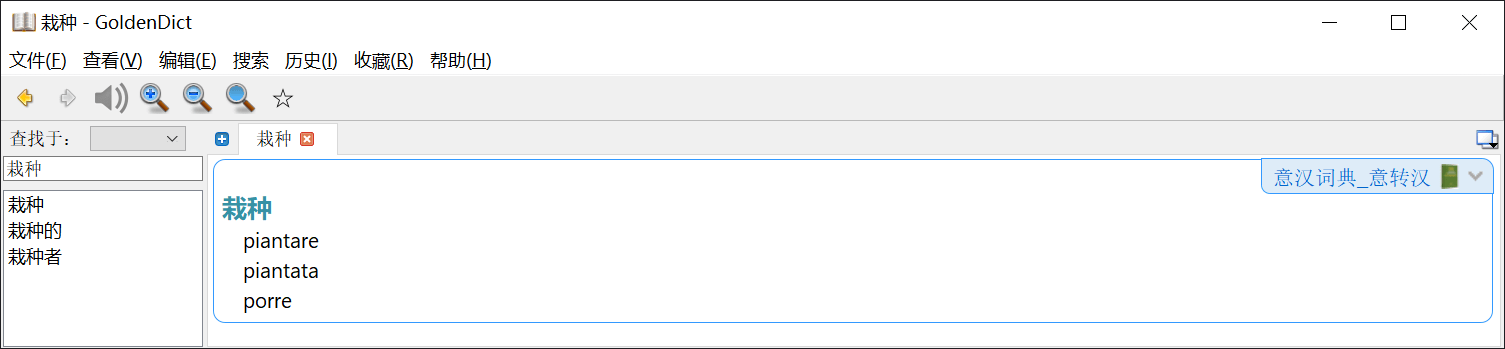 栽种 - GoldenDict
文件(F) 查看(V) 编辑(E) 搜索 历史(I) 收藏(R) 帮助(H)
查找于：
栽种
栽种
意汉词典_意转汉
栽种
栽种的
栽种者
栽种
piantare
piantata
porre